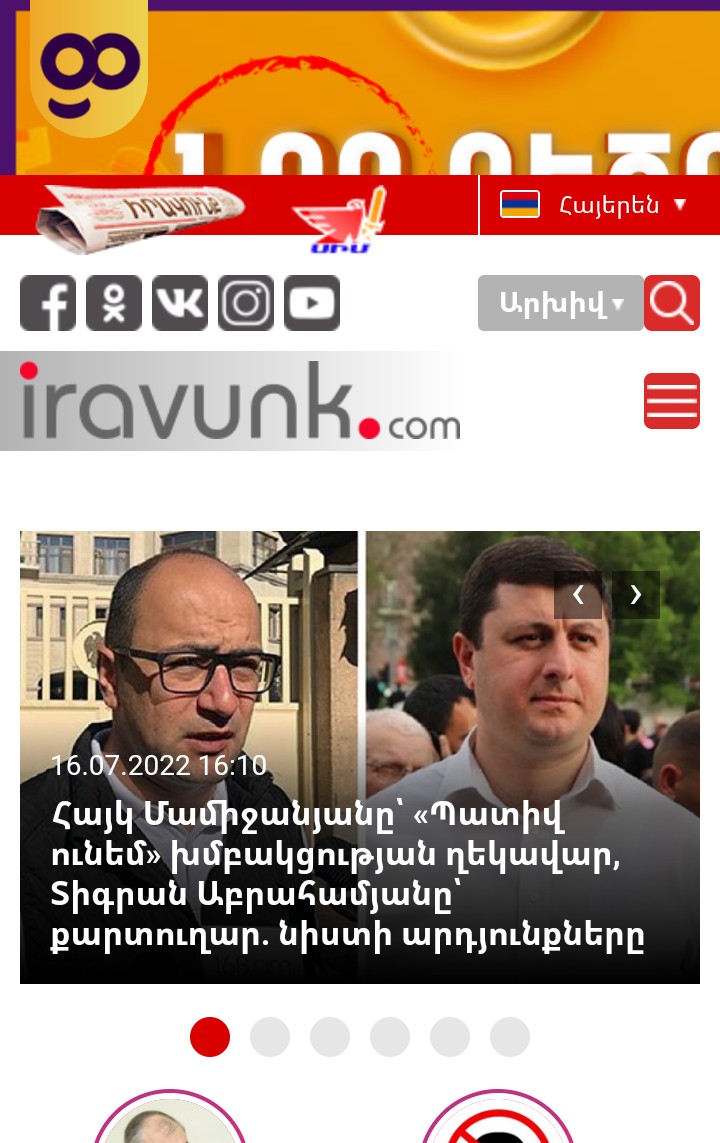 go
ԻՐԱՎՈՒՆՔ
ՍԻՄ
Հայերեն
Արխիվ
iravunk.com
16.07.2022 16:10
Հայկ Մամիջանյանը՝ «Պատիվ
ունեմ» խմբակցության ղեկավար,
Տիգրան Աբրահամյանը՝
քարտուղար. նիստի արդյունքները